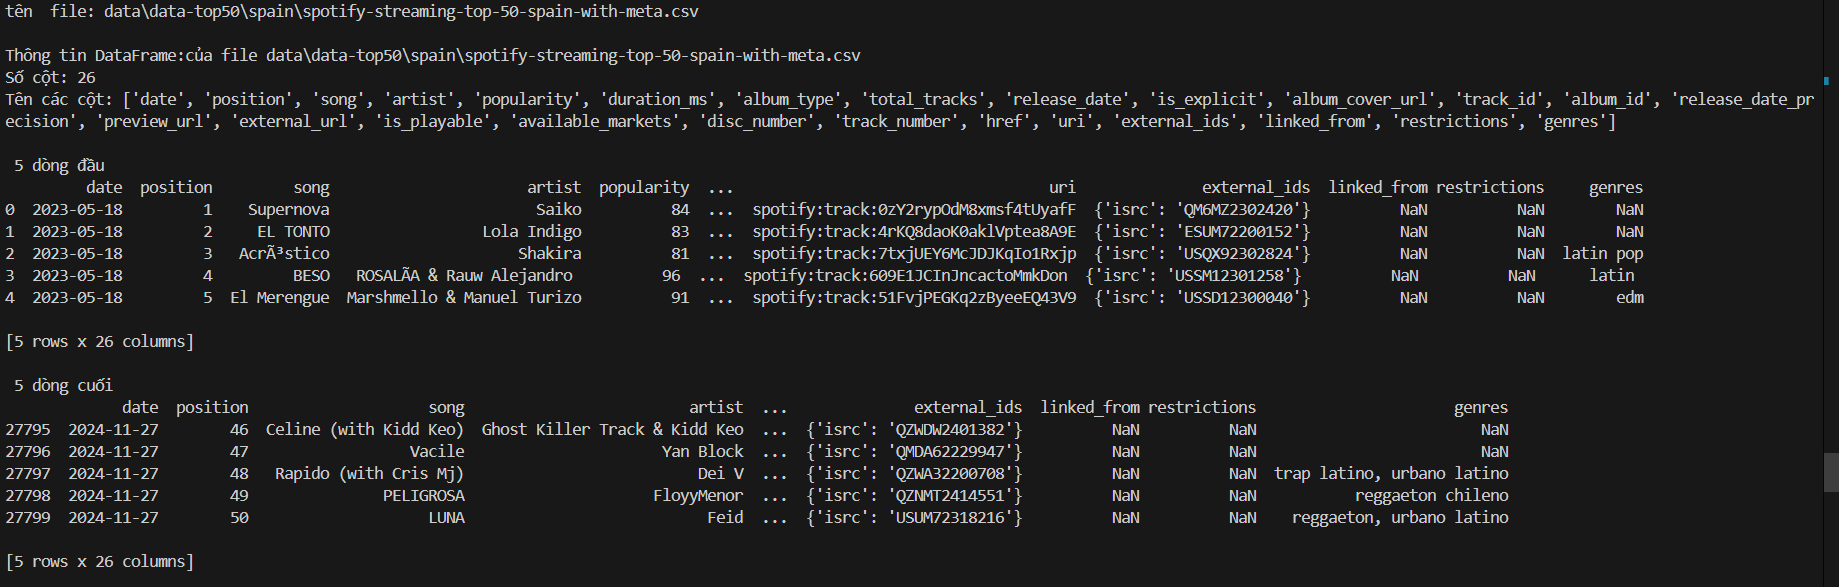 tên  file: data\data-top50\spain\spotify-streaming-top-50-spain-with-meta.csv
Thông tin DataFrame:của file data\data-top50\spain\spotify-streaming-top-50-spain-with-meta.csv
Số cột: 26
Tên các cột: ['date', 'position', 'song', 'artist', 'popularity', 'duration_ms', 'album_type', 'total_tracks', 'release_date', 'is_explicit', 'album_cover_url', 'track_id', 'album_id', 'release_date_pr
ecision', 'preview_url', 'external_url', 'is_playable', 'available_markets', 'disc_number', 'track_number', 'href', 'uri', 'external_ids', 'linked_from', 'restrictions', 'genres']
5 dòng đầu
date position song artist popularity ... uri external_ids linked_from restrictions genres
0 2023-05-18 1 Supernova Saiko 84 ... spotify:track:0zY2rypOdM8xmsf4tUyafF {'isrc': 'QM6MZ2302420'} NaN NaN NaN
1 2023-05-18 2 EL TONTO Lola Indigo 83 ... spotify:track:4rKQ8daoK0aklVptea8A9E {'isrc': 'ESUM72200152'} NaN NaN NaN
2 2023-05-18 3 AcrÃ³stico Shakira 81 ... spotify:track:7txjUEY6McJDJKqIo1Rxjp {'isrc': 'USQX92302824'} NaN NaN latin pop
3 2023-05-18 4 BESO ROSALÃA & Rauw Alejandro 96 ... spotify:track:609E1JCInJncactoMmkDon {'isrc': 'USSM12301258'} NaN NaN latin
4 2023-05-18 5 El Merengue Marshmello & Manuel Turizo 91 ... spotify:track:51FvjPEGKq2zByeeEQ43V9 {'isrc': 'USSD12300040'} NaN NaN edm
[5 rows x 26 columns]
5 dòng cuối
date position song artist ... external_ids linked_from restrictions genres
27795 2024-11-27 46 Celine (with Kidd Keo) Ghost Killer Track & Kidd Keo ... {'isrc': 'QZWDW2401382'} NaN NaN NaN
27796 2024-11-27 47 Vacile Yan Block ... {'isrc': 'QMDA62229947'} NaN NaN NaN
27797 2024-11-27 48 Rapido (with Cris Mj) Dei V ... {'isrc': 'QZWA32200708'} NaN NaN trap latino, urbano latino
27798 2024-11-27 49 PELIGROSA FloyyMenor ... {'isrc': 'QZNMT2414551'} NaN NaN reggaeton chileno
27799 2024-11-27 50 LUNA Feid ... {'isrc': 'USUM72318216'} NaN NaN reggaeton, urbano latino
[5 rows x 26 columns]